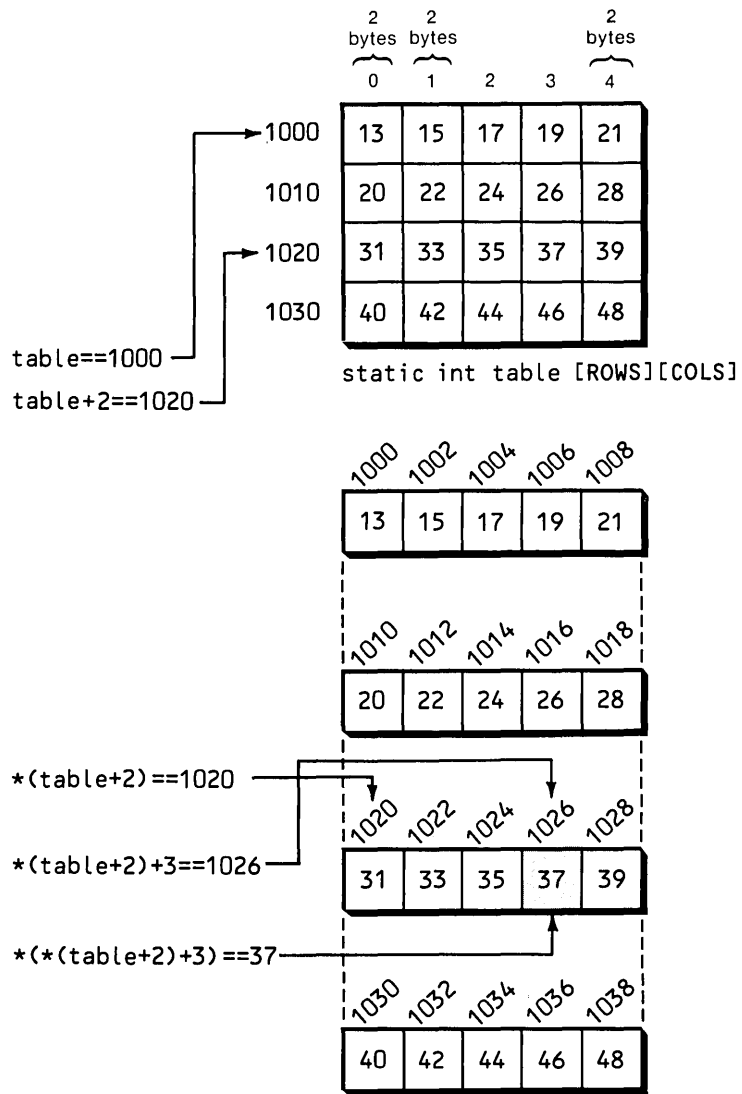 2 2 2
bytes bytes bytes
0 1 2 3 4
1000 13 15 17 19 21
1010 20 22 24 26 28
1020 31 33 35 37 39
1030 40 42 44 46 48
table==1000
static int table [ROWS][COLS]
table+2==1020
1000 1002 1004 1006 1008
13 15 17 19 21
1010 1012 1014 1016 1018
20 22 24 26 28
*(table+2)==1020
1020 1022 1024 1026 1028
*(table+2)+3==1026
31 33 35 37 39
*(*(table+2)+3)==37
1030 1032 1034 1036 1038
40 42 44 46 48